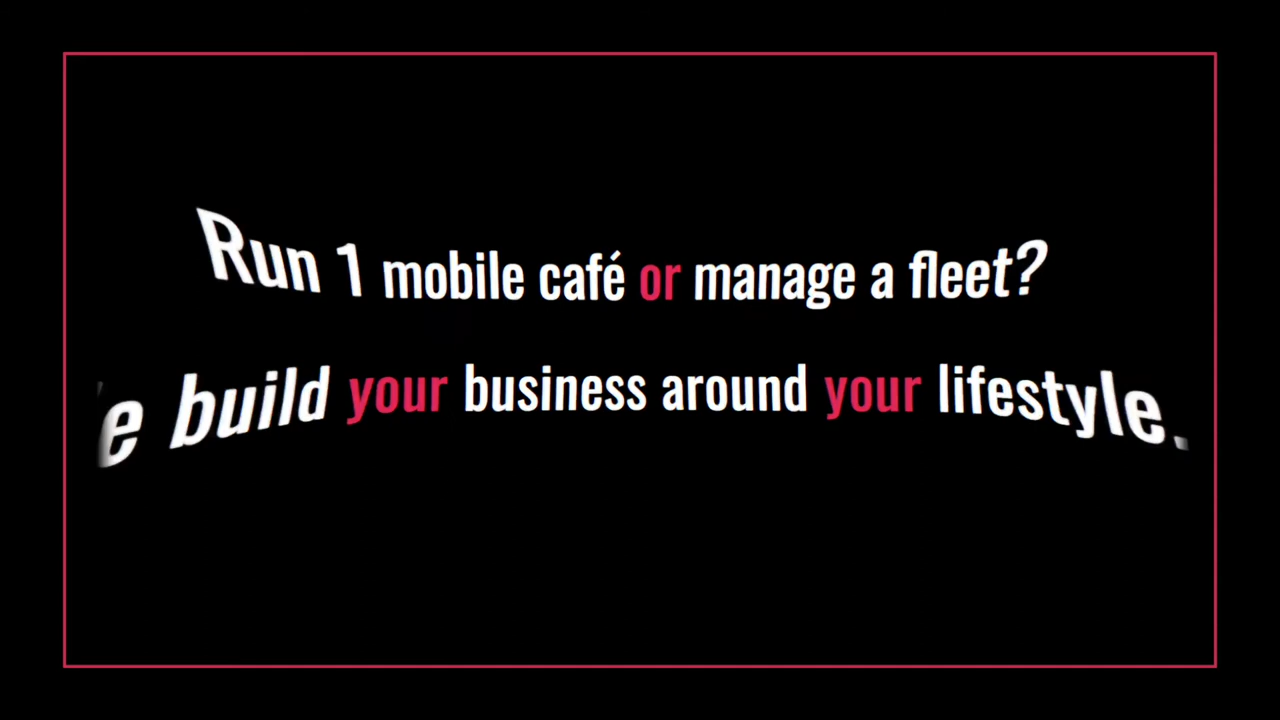 Run 1 mobile café or manage a fleet?
e build your business around your lifestyle.